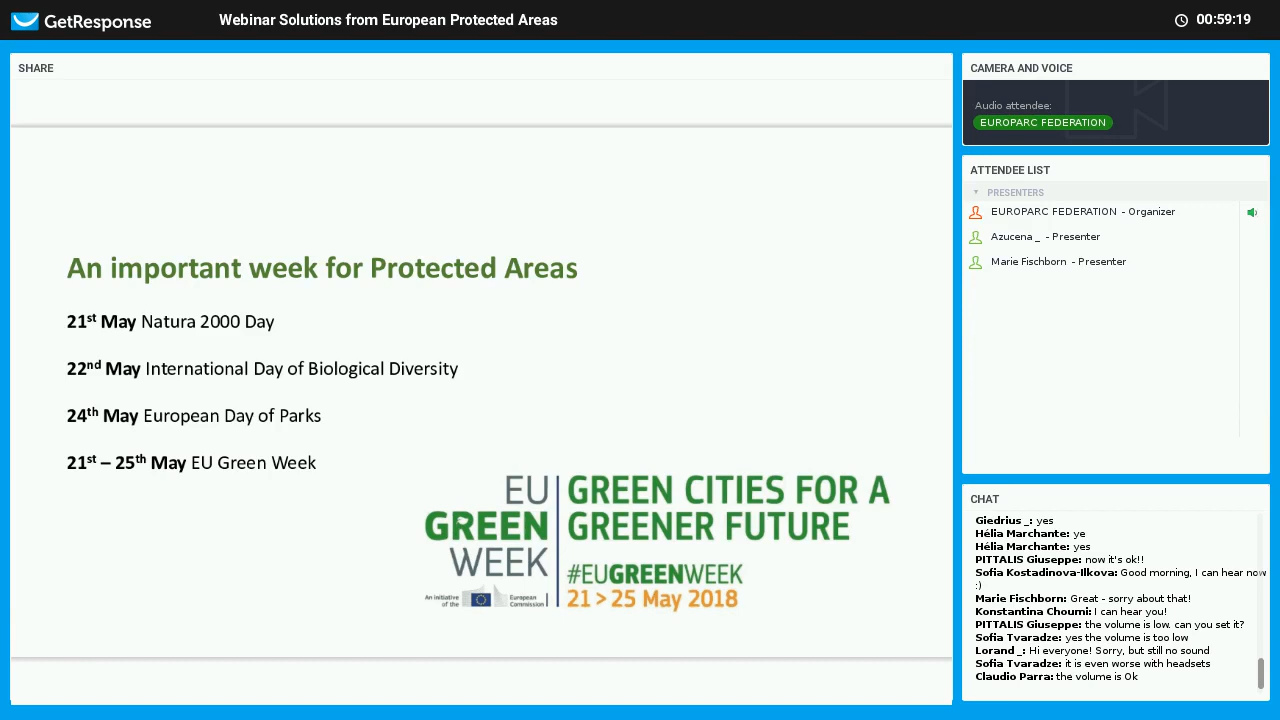 GetResponse
Webinar Solutions from European Protected Areas
00:59:19
SHARE
An important week for Protected Areas
21st May Natura 2000 Day
22nd May International Day of Biological Diversity
24th May European Day of Parks
21st – 25th May EU Green Week
EU
GREEN
WEEK
An initiative
of the
European
Commission
GREEN CITIES FOR A
GREENER FUTURE
#EUGREENWEEK
21 > 25 May 2018
CAMERA AND VOICE
Audio attendee:
EUROPARC FEDERATION
ATTENDEE LIST
PRESENTERS
EUROPARC FEDERATION - Organizer
Azucena _ - Presenter
Marie Fischborn - Presenter
CHAT
Giedrius _: yes
Hélia Marchante: ye
Hélia Marchante: yes
PITTALIS Giuseppe: now it's ok!!
Sofia Kostadinova-Ilkova: Good morning, I can hear now
:)
Marie Fischborn: Great - sorry about that!
Konstantina Choumi: I can hear you!
PITTALIS Giuseppe: the volume is low. can you set it?
Sofia Tvaradze: yes the volume is too low
Lorand _: Hi everyone! Sorry, but still no sound
Sofia Tvaradze: it is even worse with headsets
Claudio Parra: the volume is Ok